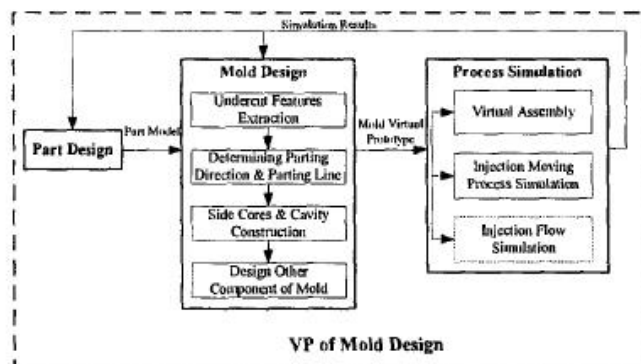 Simulation Results
Mold Design
Process Simulation
Undercut Features
Extraction
Mold Virtual
Prototype
Virtual Assembly
Part Design
Part Model
Determining Parting
Direction & Parting Line
Injection Moving
Process Simulation
Side Cores & Cavity
Construction
Injection Flow
Simulation
Design Other
Component of Mold
VP of Mold Design